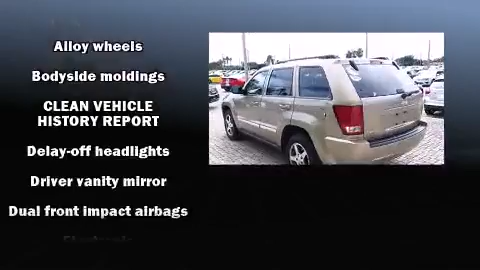 Alloy wheels
Bodyside moldings
CLEAN VEHICLE
HISTORY REPORT
Delay-off headlights
Driver vanity mirror
Dual front impact airbags